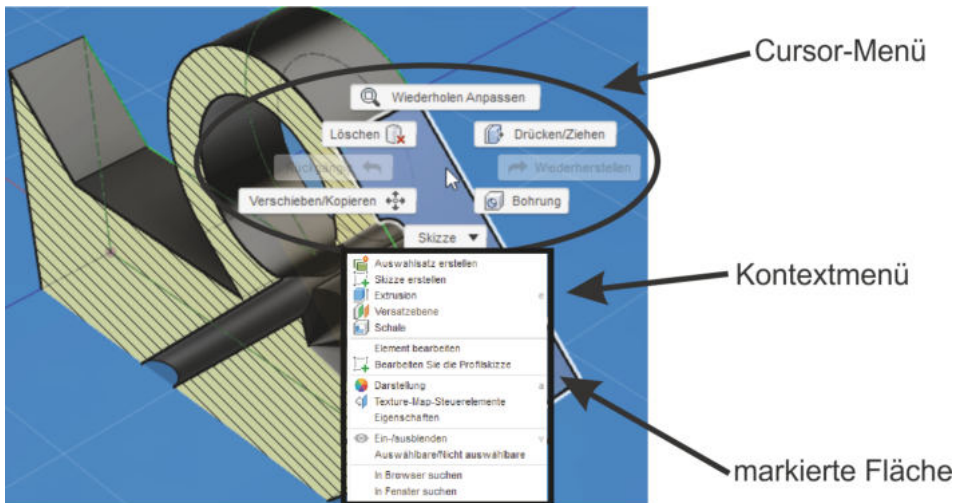 Cursor-Menü
Wiederholen Anpassen
Löschen
Drücken/Ziehen
Rückgängig
Wiederherstellen
Verschieben/Kopieren
Bohrung
Skizze
Auswahlsatz erstellen
Skizze erstellen
Extrusion e
Versatzebene
Schale
Element bearbeiten
Bearbeiten Sie die Profilskizze
Darstellung a
Texture-Map-Steuerelemente
Eigenschaften
Ein-/ausblenden v
Auswählbare/Nicht auswählbare
In Browser suchen
In Fenster suchen
Kontextmenü
markierte Fläche